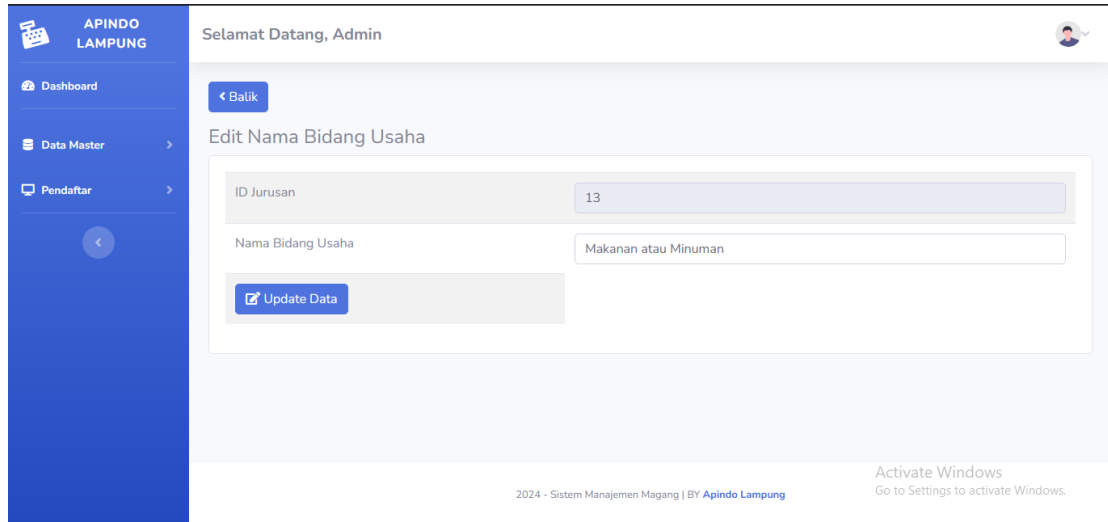 APINDO
LAMPUNG
Selamat Datang, Admin
Dashboard
Data Master
Pendaftar
Balik
Edit Nama Bidang Usaha
ID Jurusan
13
Nama Bidang Usaha
Makanan atau Minuman
Update Data
Activate Windows
Go to Settings to activate Windows.
2024 - Sistem Manajemen Magang | BY Apindo Lampung